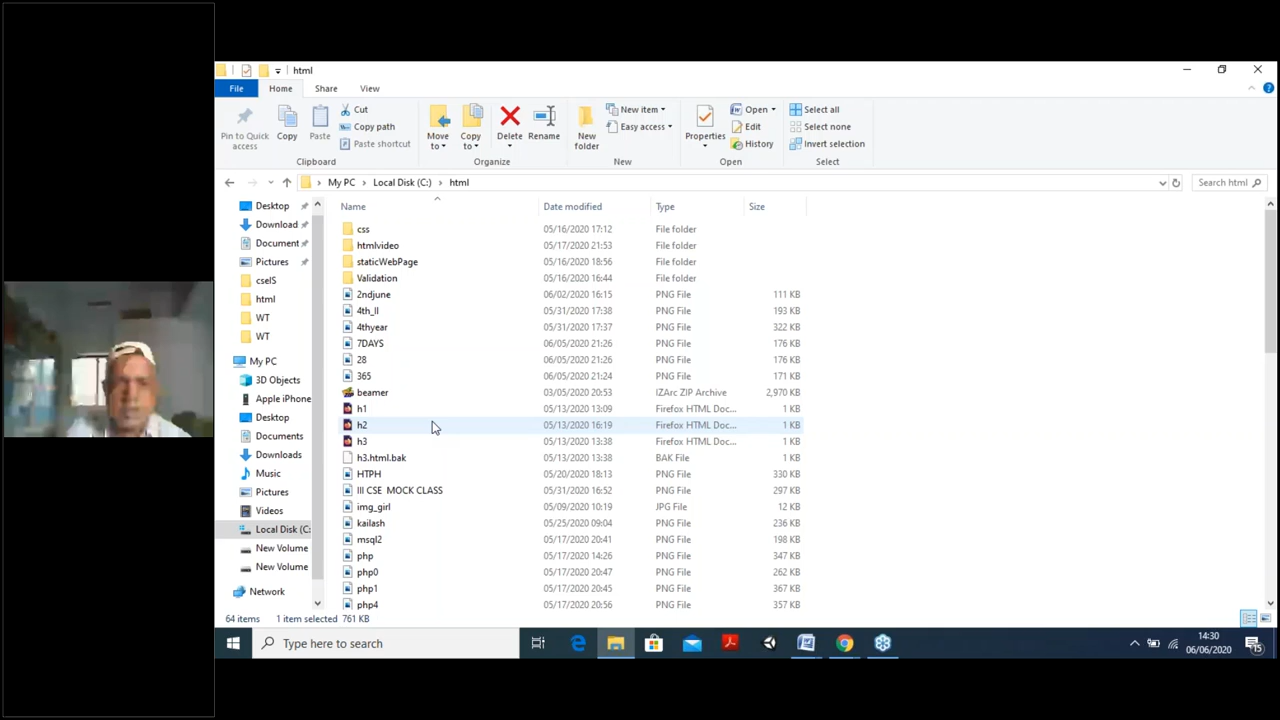 html
File Home Share View
Pin to Quick access
Copy
Paste
Cut
Copy path
Paste shortcut
Move to
Copy to
Delete
Rename
New folder
New item
Easy access
Properties
Open
Edit
History
Select all
Select none
Invert selection
Clipboard Organize New Open Select
My PC Local Disk (C:) html Search html
Name Date modified Type Size
Desktop
Download
Document
Pictures
cseIS
html
WT
WT
My PC
3D Objects
Apple iPhone
Desktop
Documents
Downloads
Music
Pictures
Videos
Local Disk (C:
New Volume
New Volume
Network
css 05/16/2020 17:12 File folder
htmlvideo 05/17/2020 21:53 File folder
staticWebPage 05/16/2020 18:56 File folder
Validation 05/16/2020 16:44 File folder
2ndjune 06/02/2020 16:15 PNG File 111 KB
4th_II 05/31/2020 17:38 PNG File 193 KB
4thyear 05/31/2020 17:37 PNG File 322 KB
7DAYS 06/05/2020 21:26 PNG File 176 KB
28 06/05/2020 21:26 PNG File 176 KB
365 06/05/2020 21:24 PNG File 171 KB
beamer 03/05/2020 20:53 IZArc ZIP Archive 2,970 KB
h1 05/13/2020 13:09 Firefox HTML Doc... 1 KB
h2 05/13/2020 16:19 Firefox HTML Doc... 1 KB
h3 05/13/2020 13:38 Firefox HTML Doc... 1 KB
h3.html.bak 05/13/2020 13:38 BAK File 1 KB
HTPH 05/20/2020 18:13 PNG File 330 KB
III CSE MOCK CLASS 05/31/2020 16:52 PNG File 297 KB
img_girl 05/09/2020 10:19 JPG File 12 KB
kailash 05/25/2020 09:04 PNG File 236 KB
msql2 05/17/2020 20:41 PNG File 198 KB
php 05/17/2020 14:26 PNG File 347 KB
php0 05/17/2020 20:47 PNG File 262 KB
php1 05/17/2020 20:45 PNG File 367 KB
php4 05/17/2020 20:56 PNG File 357 KB
64 items 1 item selected 761 KB
Type here to search
14:30
06/06/2020
15